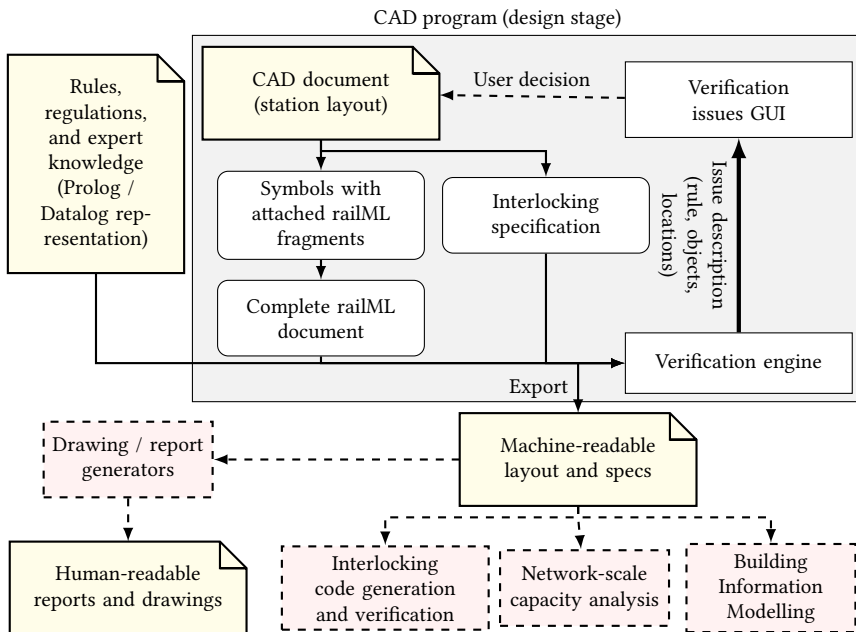 CAD program (design stage)
Rules,
regulations,
and expert
knowledge
(Prolog /
Datalog rep-
resentation)
CAD document
(station layout)
User decision
Verification
issues GUI
Symbols with
attached railML
fragments
Interlocking
specification
Issue description
(rule, objects,
locations)
Complete railML
document
Verification engine
Export
Drawing / report
generators
Machine-readable
layout and specs
Human-readable
reports and drawings
Interlocking
code generation
and verification
Network-scale
capacity analysis
Building
Information
Modelling